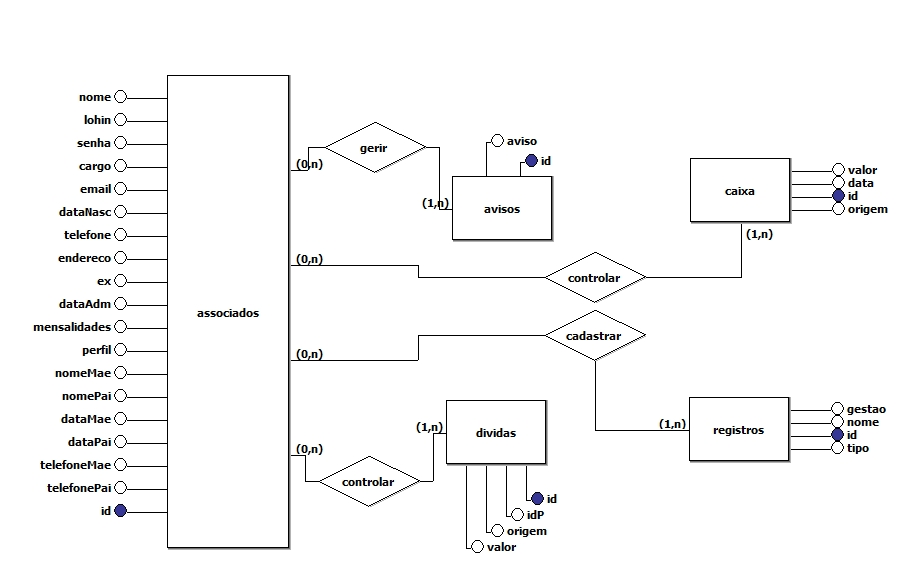 nome
lohin
senha
cargo
email
dataNasc
telefone
endereco
ex
dataAdm
mensalidades
perfil
nomeMae
nomePai
dataMae
dataPai
telefoneMae
telefonePai
id
associados
(0,n)
gerir
(1,n)
aviso
id
avisos
(0,n)
controlar
(1,n)
caixa
valor
data
id
origem
(0,n)
cadastrar
(1,n)
registros
gestao
nome
id
tipo
(0,n)
controlar
(1,n)
dividas
id
idP
origem
valor